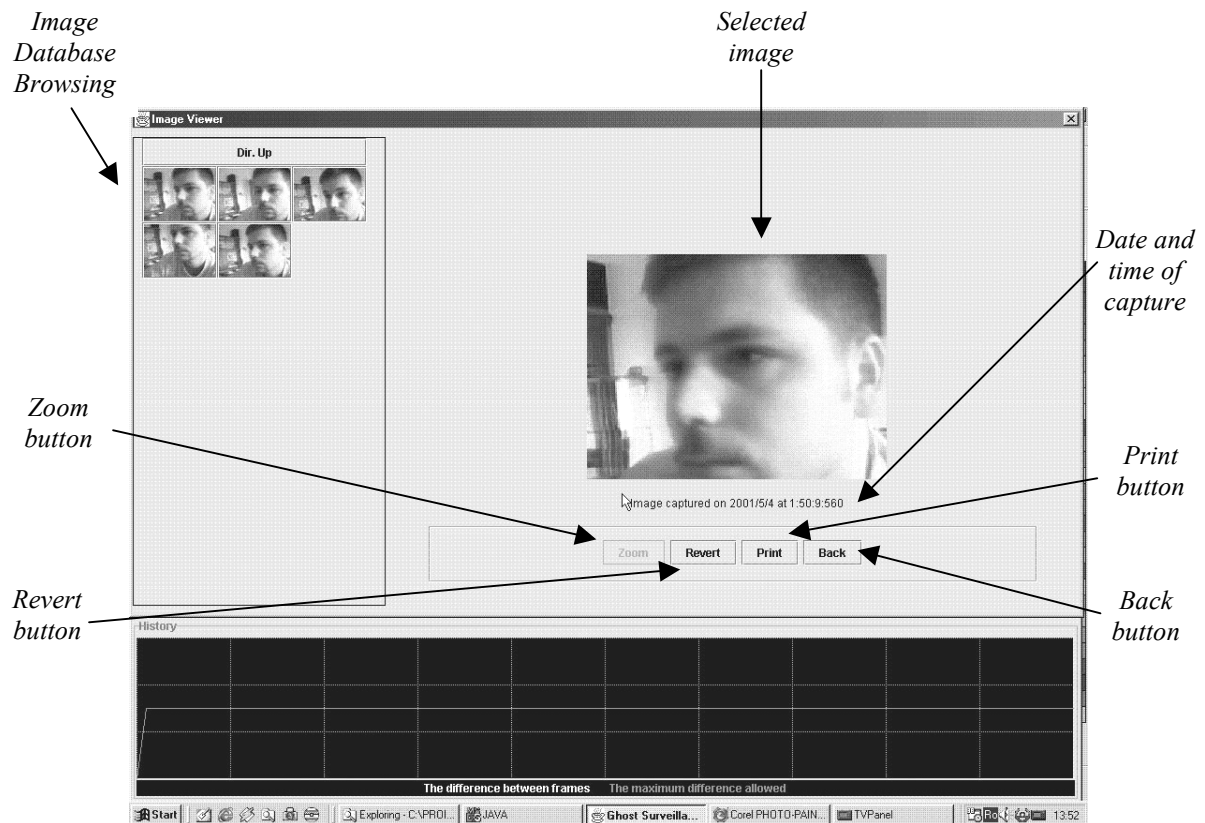 Image
Database
Browsing
Selected
image
Image Viewer
Dir. Up
Date and
time of
capture
Zoom
button
Print
button
Image captured on 2001/5/4 at 1:50:9:560
Zoom Revert Print Back
Revert
button
Back
button
History
The difference between frames The maximum difference allowed
Start Exploring - C:\PROI... JAVA Ghost Surveilla... Corel PHOTO-PAIN... TVPanel Ro 13:52